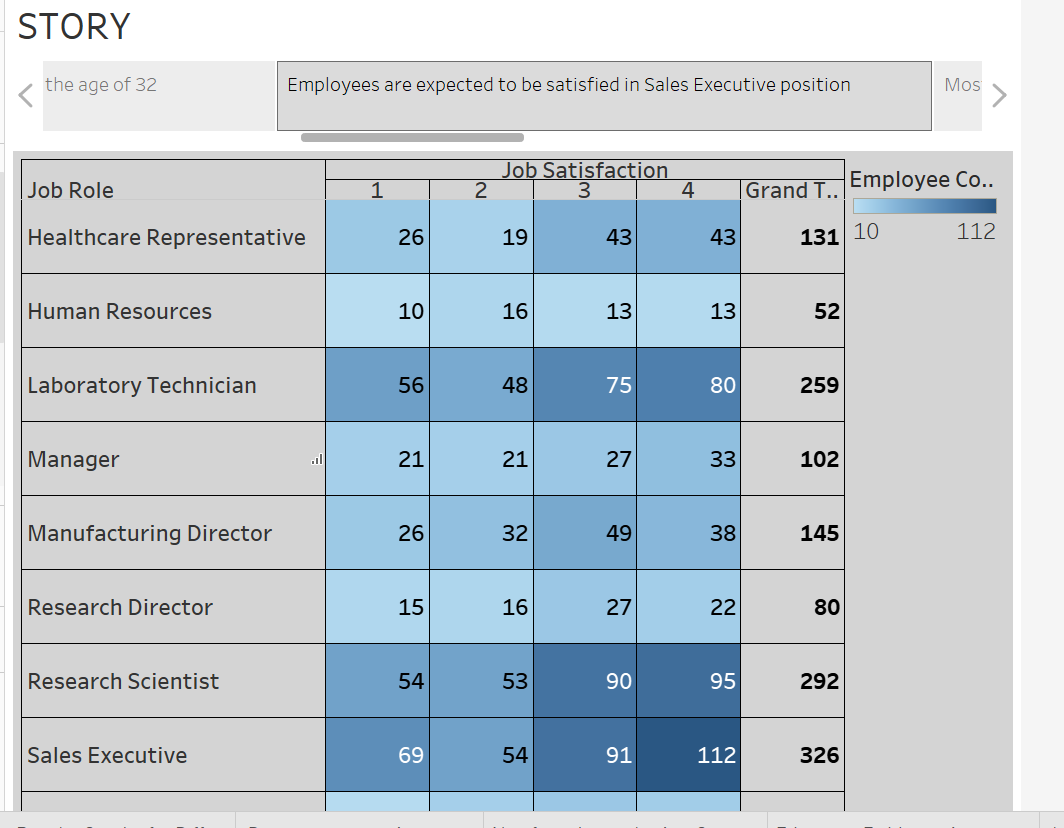 STORY
the age of 32
Employees are expected to be satisfied in Sales Executive position
Mos
Job Satisfaction
Job Role 1 2 3 4 Grand T..
Healthcare Representative 26 19 43 43 131
Human Resources 10 16 13 13 52
Laboratory Technician 56 48 75 80 259
Manager 21 21 27 33 102
Manufacturing Director 26 32 49 38 145
Research Director 15 16 27 22 80
Research Scientist 54 53 90 95 292
Sales Executive 69 54 91 112 326
Employee Co..
10 112